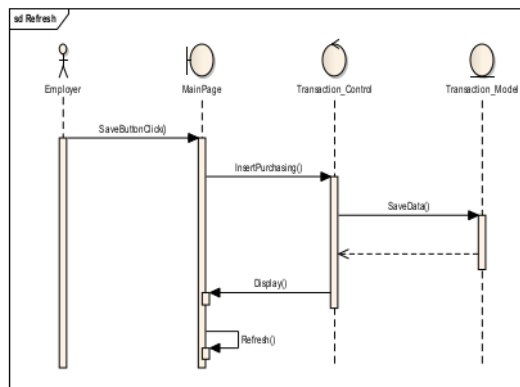 sd Refresh
Employer
MainPage
Transaction_Control
Transaction_Model
SaveButtonClick()
InsertPurchasing()
SaveData()
Display()
Refresh()